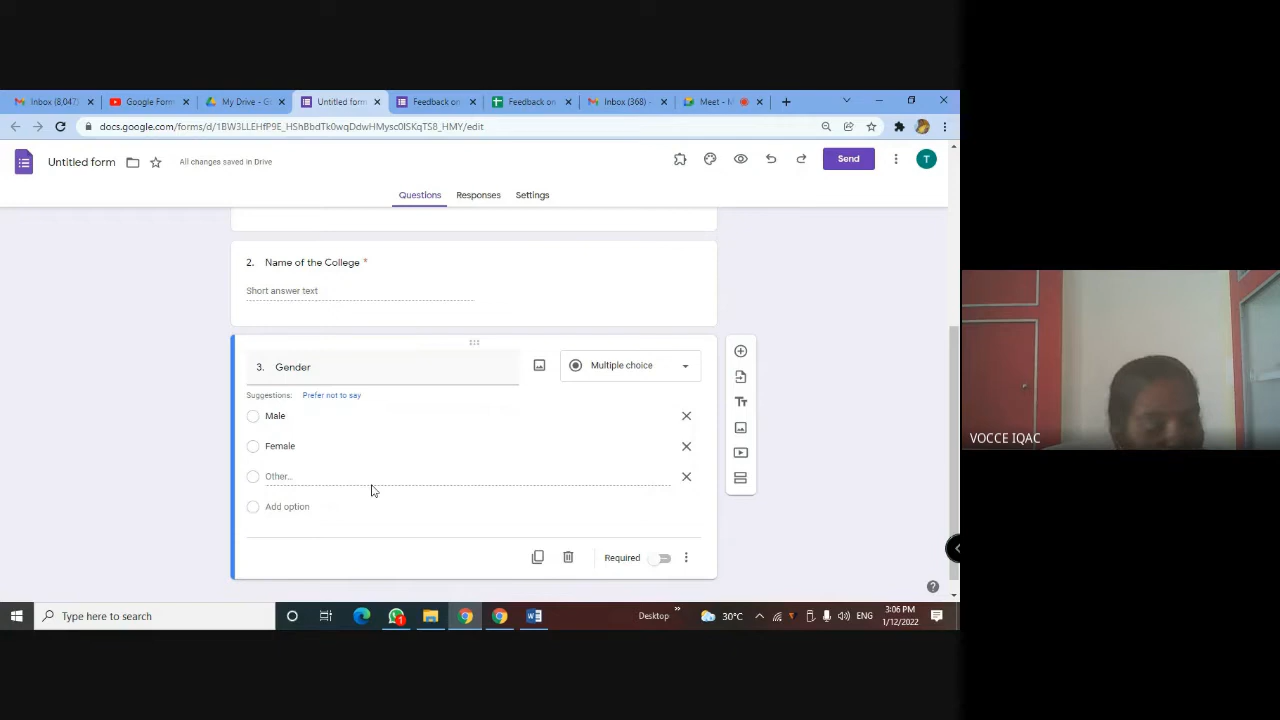 Inbox (8,047)
Google Form
My Drive - G
Untitled form
Feedback on
Feedback on
Inbox (368) -
Meet - M
docs.google.com/forms/d/1BW3LLEHfP9E_HShBbdTk0wqDdwHMysc0ISKqTS8_HMY/edit
Untitled form
All changes saved in Drive
Send
T
Questions
Responses
Settings
2. Name of the College *
Short answer text
3. Gender
Multiple choice
Suggestions: Prefer not to say
Male
Female
Other...
Add option
Required
VOCCE IQAC
Type here to search
1
Desktop
30°C
ENG
3:06 PM
1/12/2022